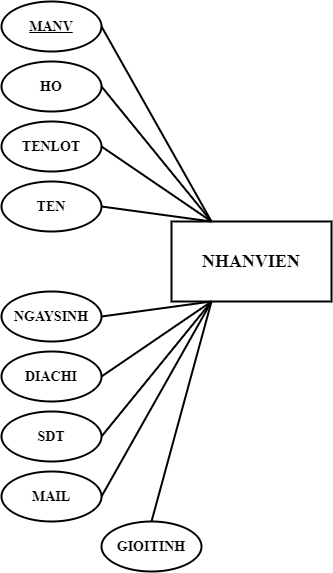 MANV
HO
TENLOT
TEN
NHANVIEN
NGAYSINH
DIACHI
SDT
MAIL
GIOITINH